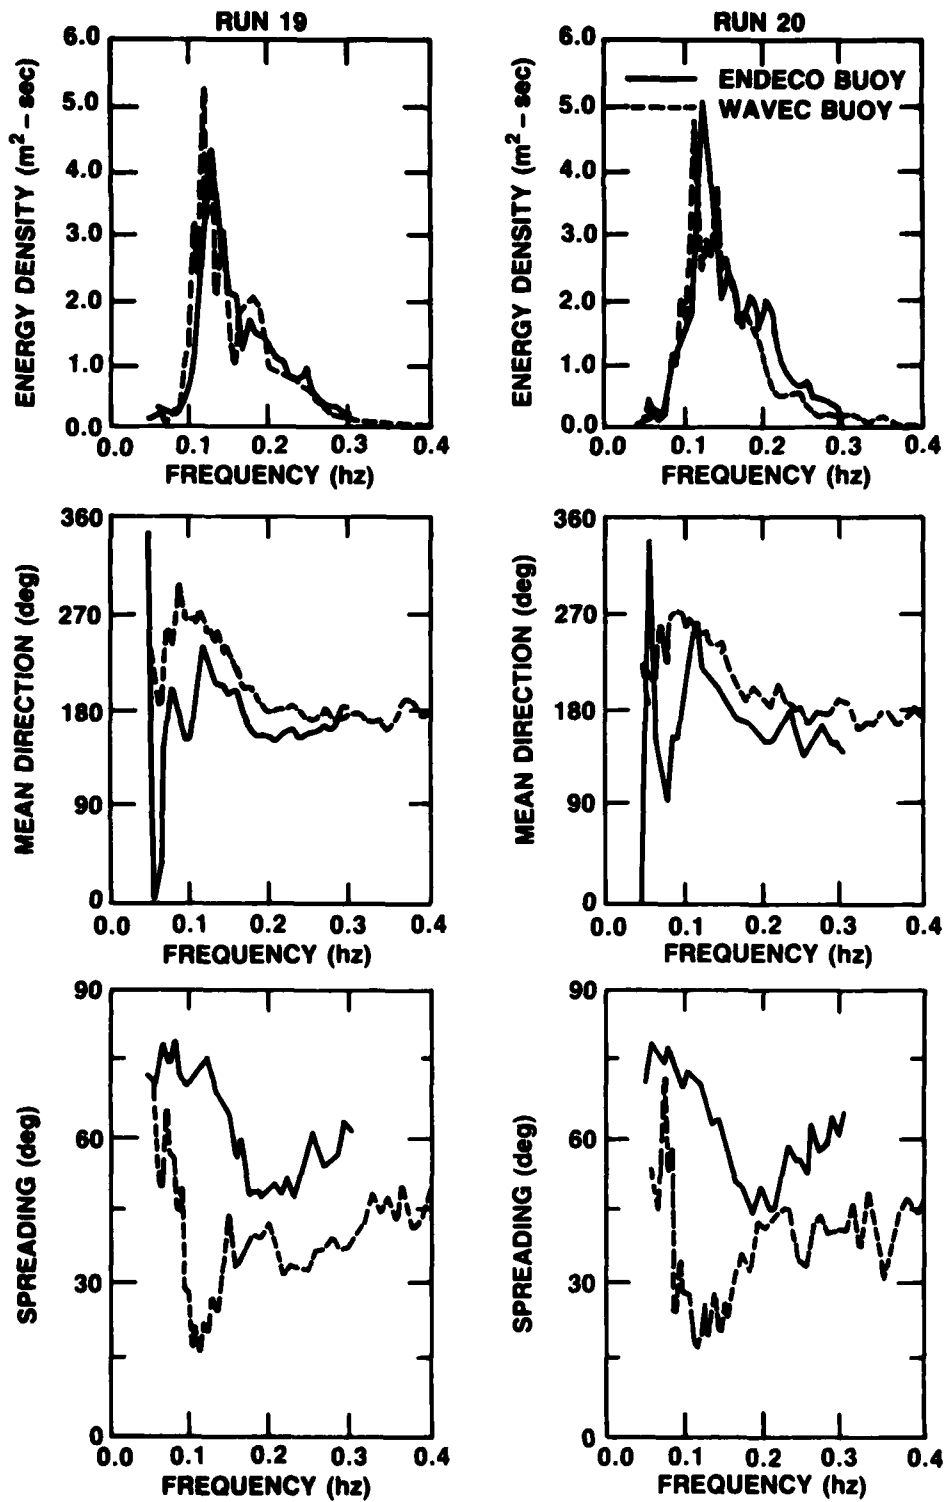 RUN 19
6.0
5.0
4.0
3.0
2.0
1.0
0.0
ENERGY DENSITY (m² – sec)
0.0 0.1 0.2 0.3 0.4
FREQUENCY (hz)
RUN 20
ENDECO BUOY
WAVEC BUOY
6.0
5.0
4.0
3.0
2.0
1.0
0.0
ENERGY DENSITY (m² – sec)
0.0 0.1 0.2 0.3 0.4
FREQUENCY (hz)
360
270
180
90
0
MEAN DIRECTION (deg)
0.0 0.1 0.2 0.3 0.4
FREQUENCY (hz)
360
270
180
90
0
MEAN DIRECTION (deg)
0.0 0.1 0.2 0.3 0.4
FREQUENCY (hz)
90
60
30
0
SPREADING (deg)
0.0 0.1 0.2 0.3 0.4
FREQUENCY (hz)
90
60
30
0
SPREADING (deg)
0.0 0.1 0.2 0.3 0.4
FREQUENCY (hz)